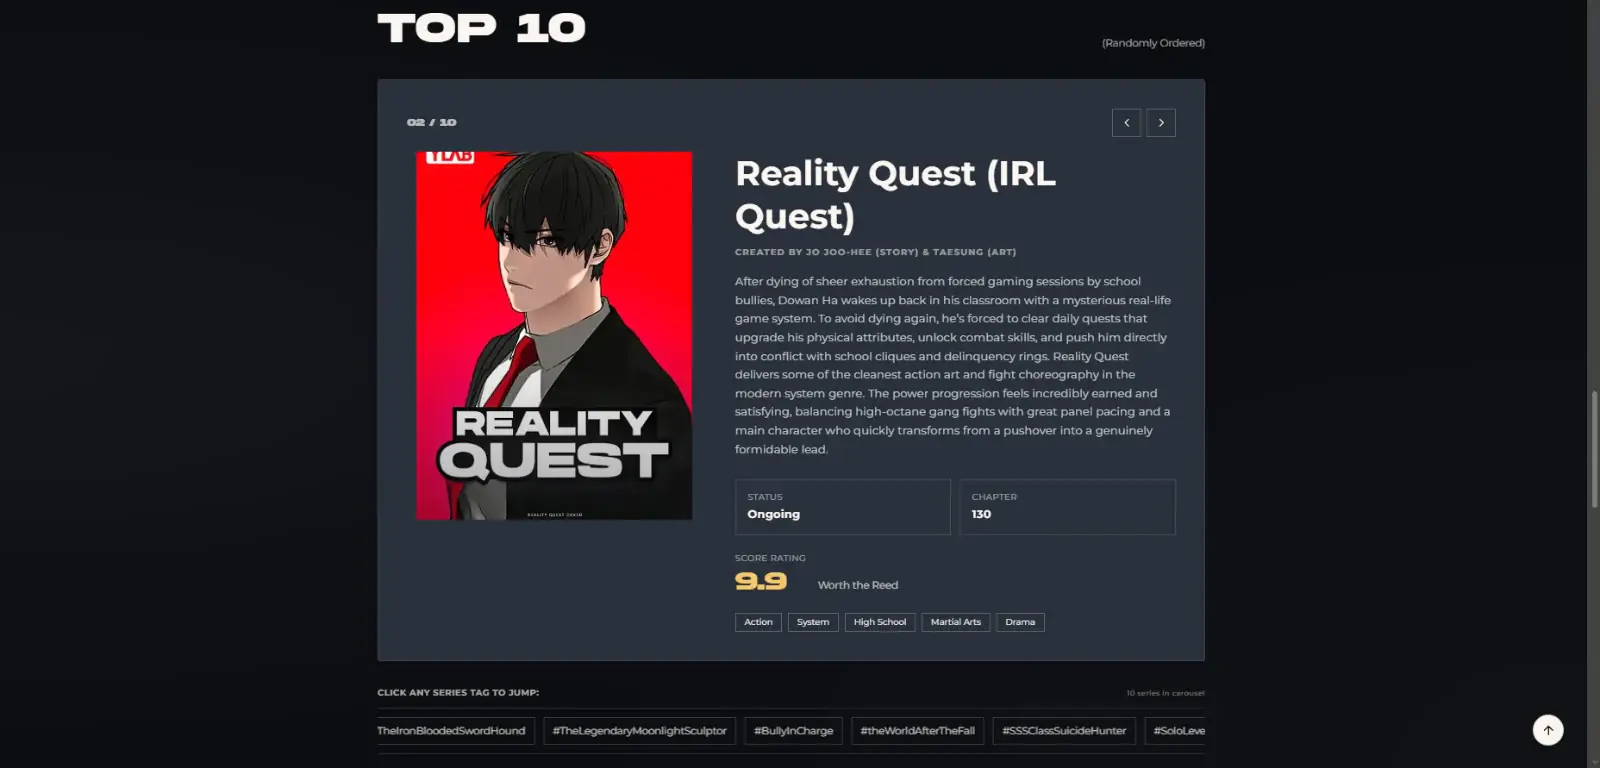 TOP 10
(Randomly Ordered)
02 / 10
YLAB
REALITY
QUEST
Reality Quest (IRL
Quest)
CREATED BY JO JOO-HEE (STORY) & TAESUNG (ART)
After dying of sheer exhaustion from forced gaming sessions by school
bullies, Dowan Ha wakes up back in his classroom with a mysterious real-life
game system. To avoid dying again, he's forced to clear daily quests that
upgrade his physical attributes, unlock combat skills, and push him directly
into conflict with school cliques and delinquency rings. Reality Quest
delivers some of the cleanest action art and fight choreography in the
modern system genre. The power progression feels incredibly earned and
satisfying, balancing high-octane gang fights with great panel pacing and a
main character who quickly transforms from a pushover into a genuinely
formidable lead.
STATUS
Ongoing
CHAPTER
130
SCORE RATING
9.9
Worth the Reed
Action
System
High School
Martial Arts
Drama
CLICK ANY SERIES TAG TO JUMP:
10 series in carousel
TheIronBloodedSwordHound
#TheLegendaryMoonlightSculptor
#BullyInCharge
#theWorldAfterTheFall
#SSSClassSuicideHunter
#SoloLeve